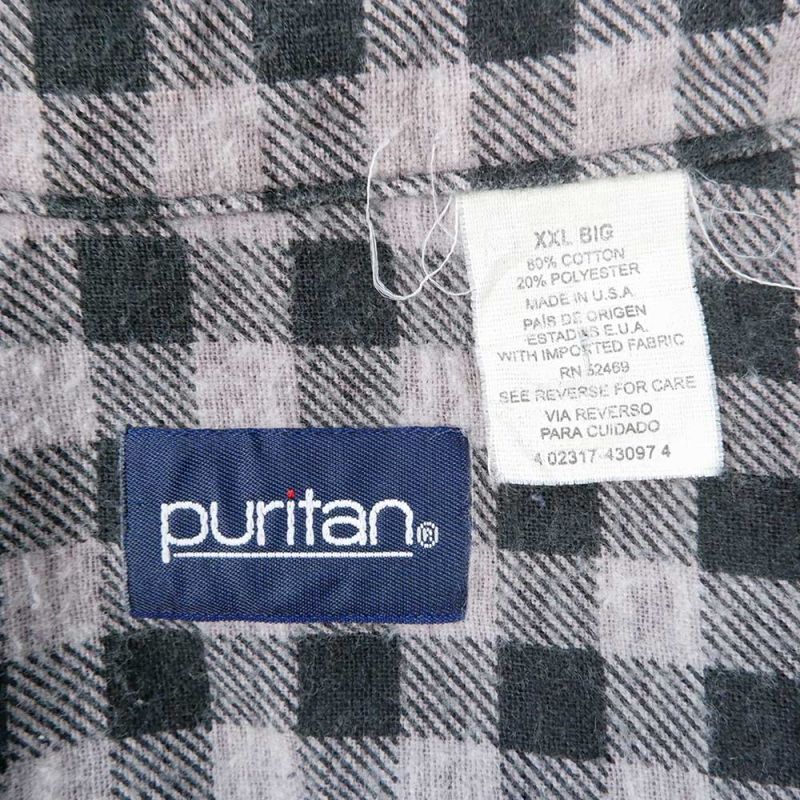 XXL BIG
80% COTTON
20% POLYESTER
MADE IN U.S.A
PAÍS DE ORIGEN
ESTADOS E.U.A.
WITH IMPORTED FABRIC
RN 52469
SEE REVERSE FOR CARE
VIA REVERSO
PARA CUIDADO
4 02317-43097 4
puritan®